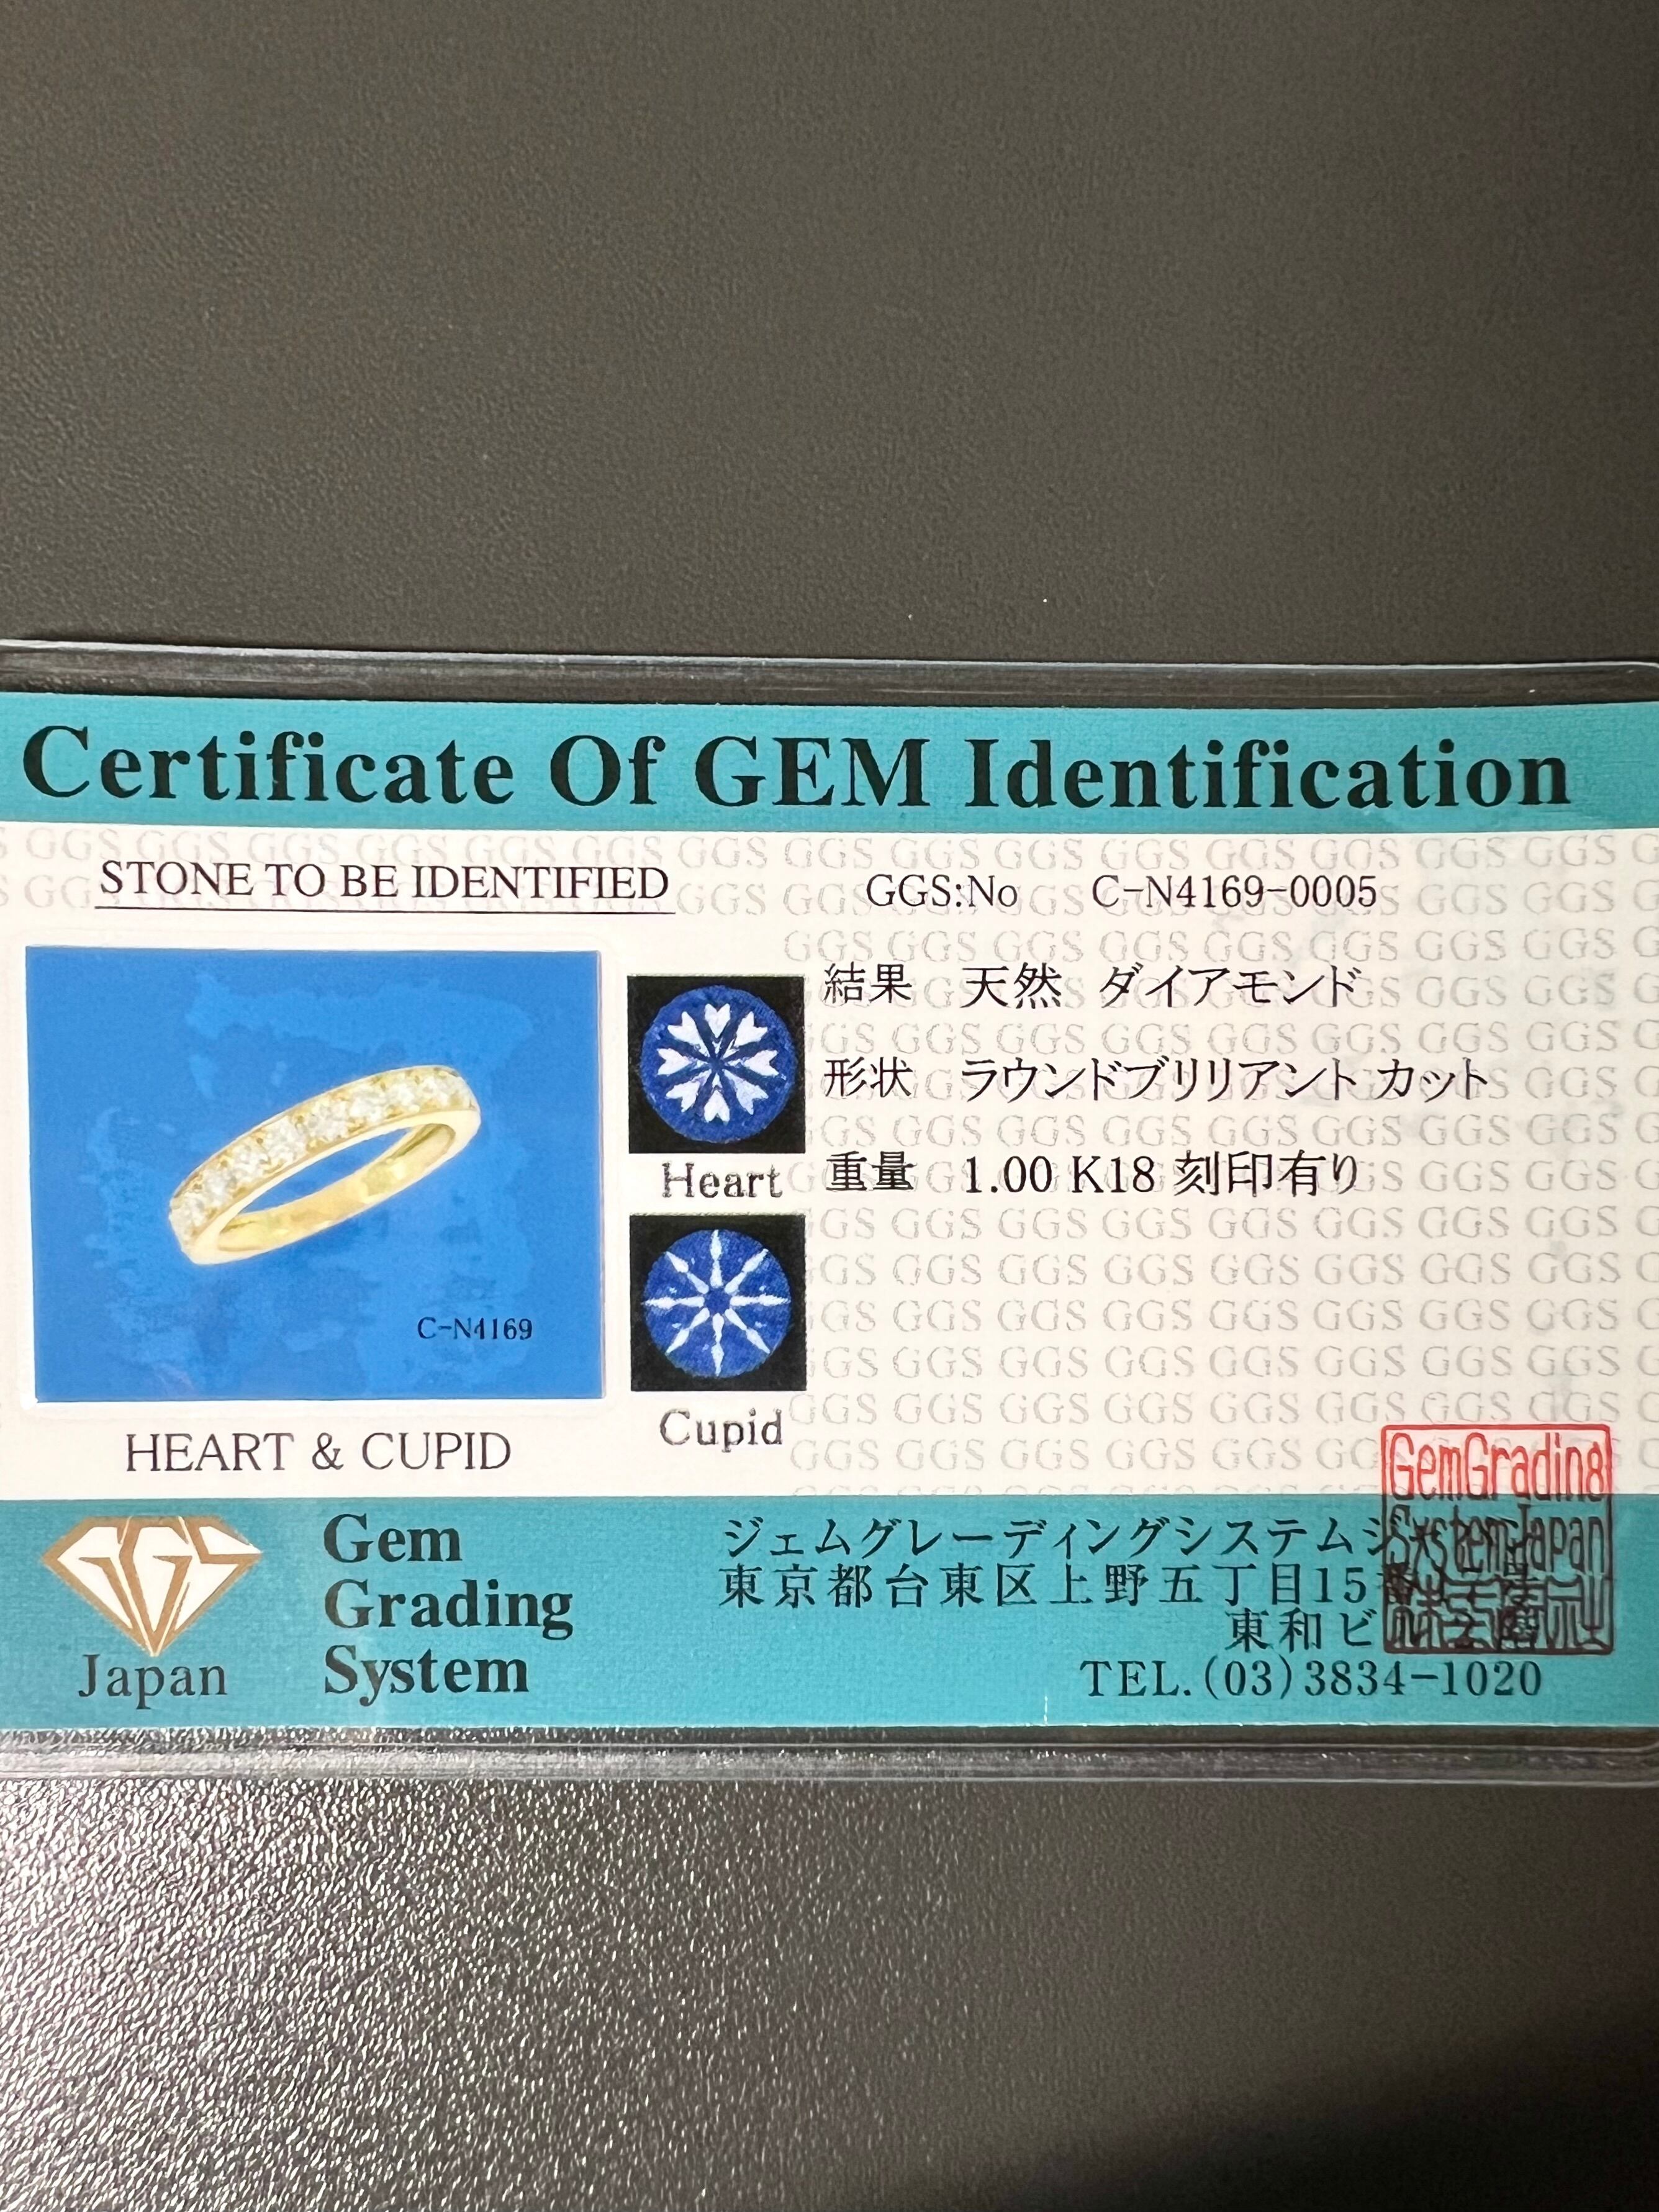 Certificate Of GEM Identification
STONE TO BE IDENTIFIED
GGS:No C-N4169-0005
結果 天然 ダイアモンド
形状 ラウンドブリリアント カット
重量 1.00 K18 刻印有り
Heart
Cupid
C-N4169
HEART & CUPID
GGS
Japan
Gem
Grading
System
ジェムグレーディングシステムジ
東京都台東区上野五丁目15
東和ビ
TEL.(03)3834-1020
GemGrading
SystemJapan